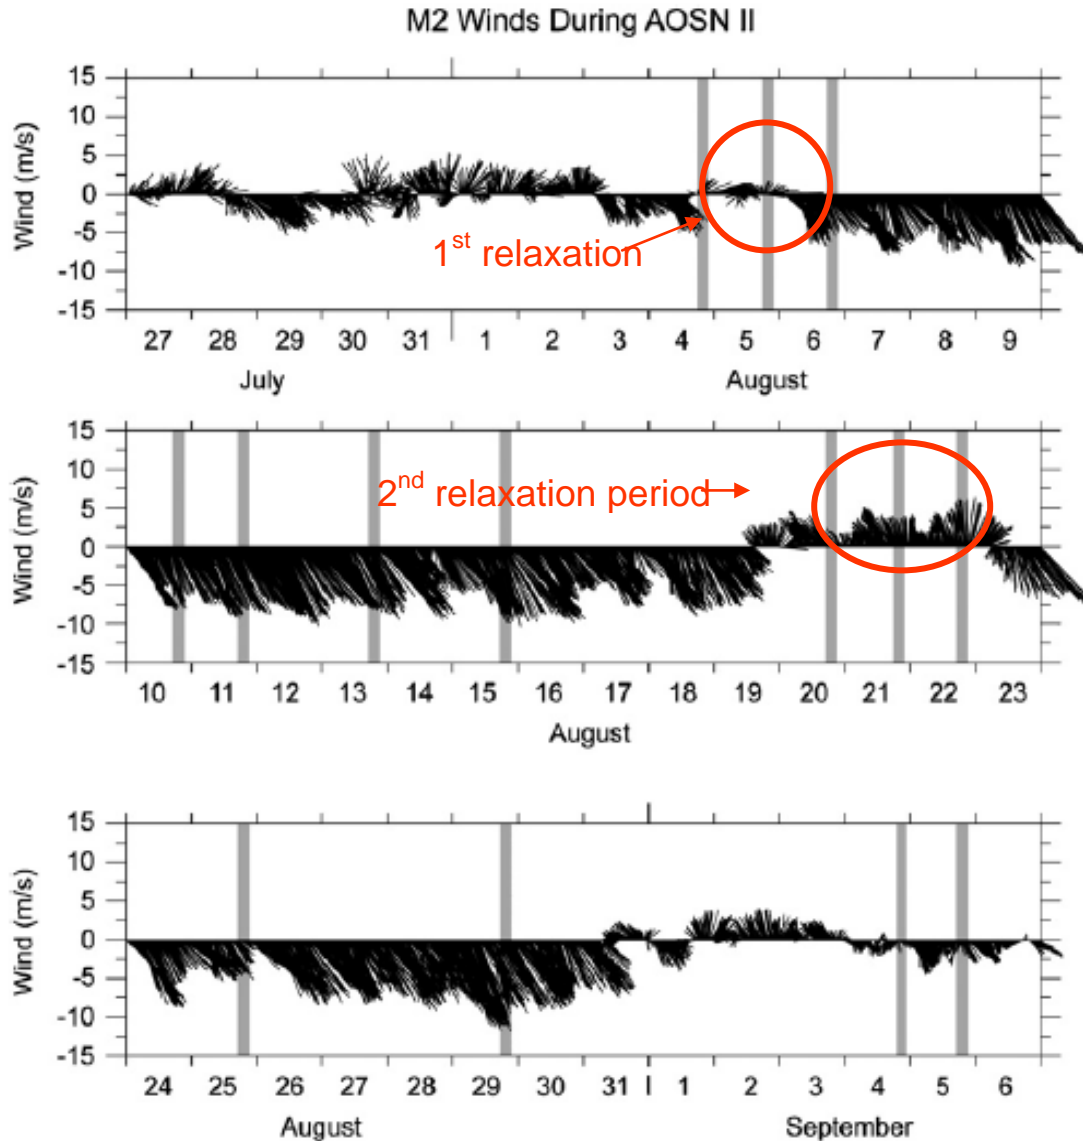 M2 Winds During AOSN II
15
10
5
0
-5
-10
-15
Wind (m/s)
1st relaxation
27 28 29 30 31 1 2 3 4 5 6 7 8 9
July August
15
10
5
0
-5
-10
-15
Wind (m/s)
2nd relaxation period
10 11 12 13 14 15 16 17 18 19 20 21 22 23
August
15
10
5
0
-5
-10
-15
Wind (m/s)
24 25 26 27 28 29 30 31 1 2 3 4 5 6
August September